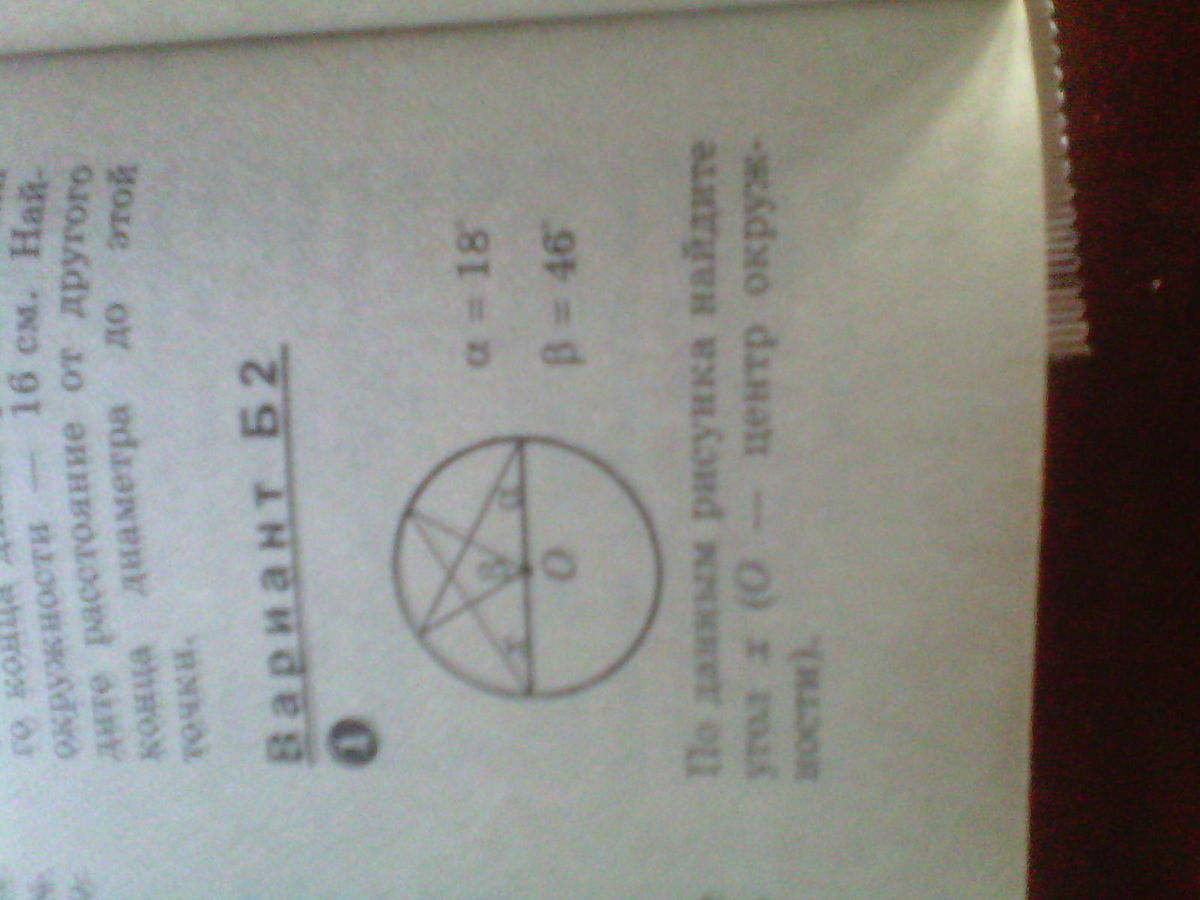 го конца
окружности — 16 см. Най-
дите расстояние от другого
конца диаметра до этой
точки.
Вариант Б2
1
α = 18°
β = 46°
α
β
x
O
По данным рисунка найдите
угол x (O — центр окруж-
ности).